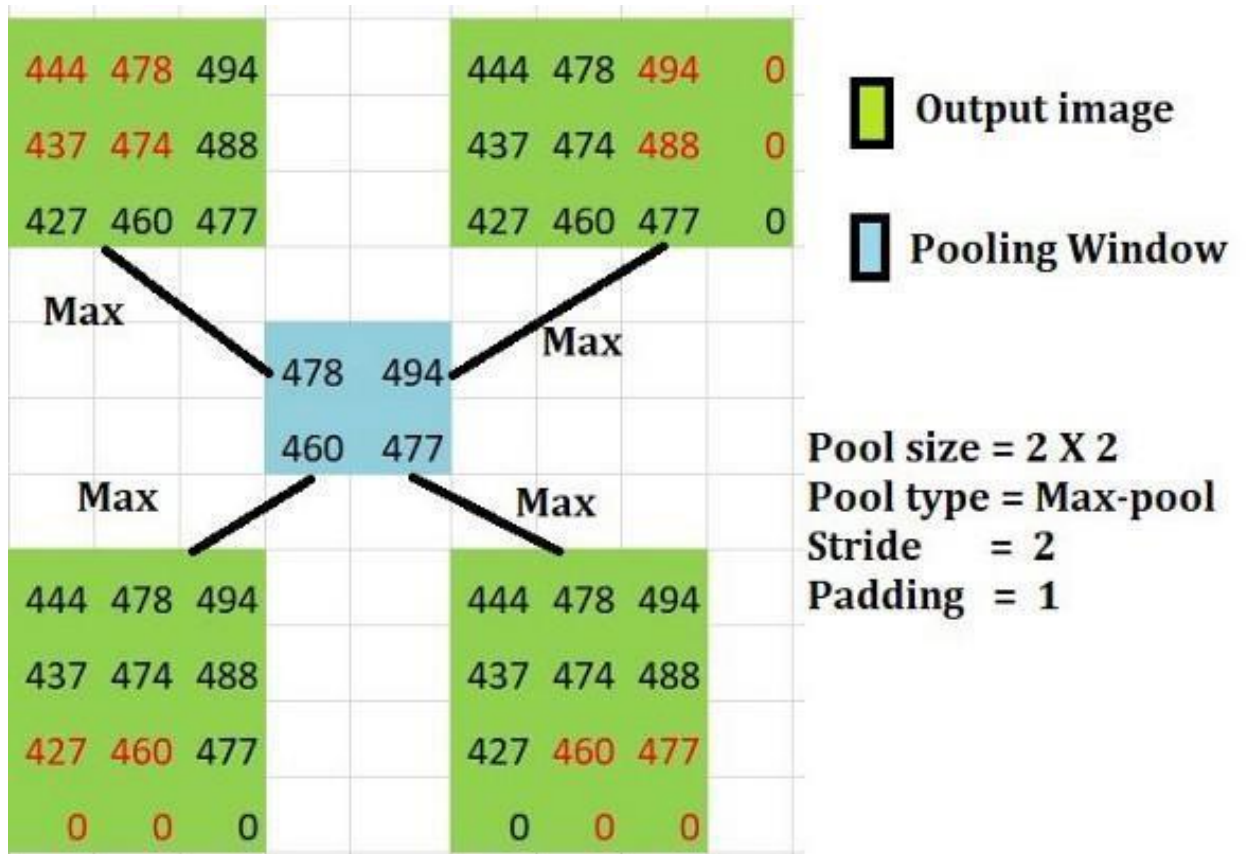 444 478 494
437 474 488
427 460 477
444 478 494 0
437 474 488 0
427 460 477 0
Output image
Pooling Window
Max
Max
478 494
460 477
Max
Max
444 478 494
437 474 488
427 460 477
0 0 0
444 478 494
437 474 488
427 460 477
0 0 0
Pool size = 2 X 2
Pool type = Max-pool
Stride = 2
Padding = 1